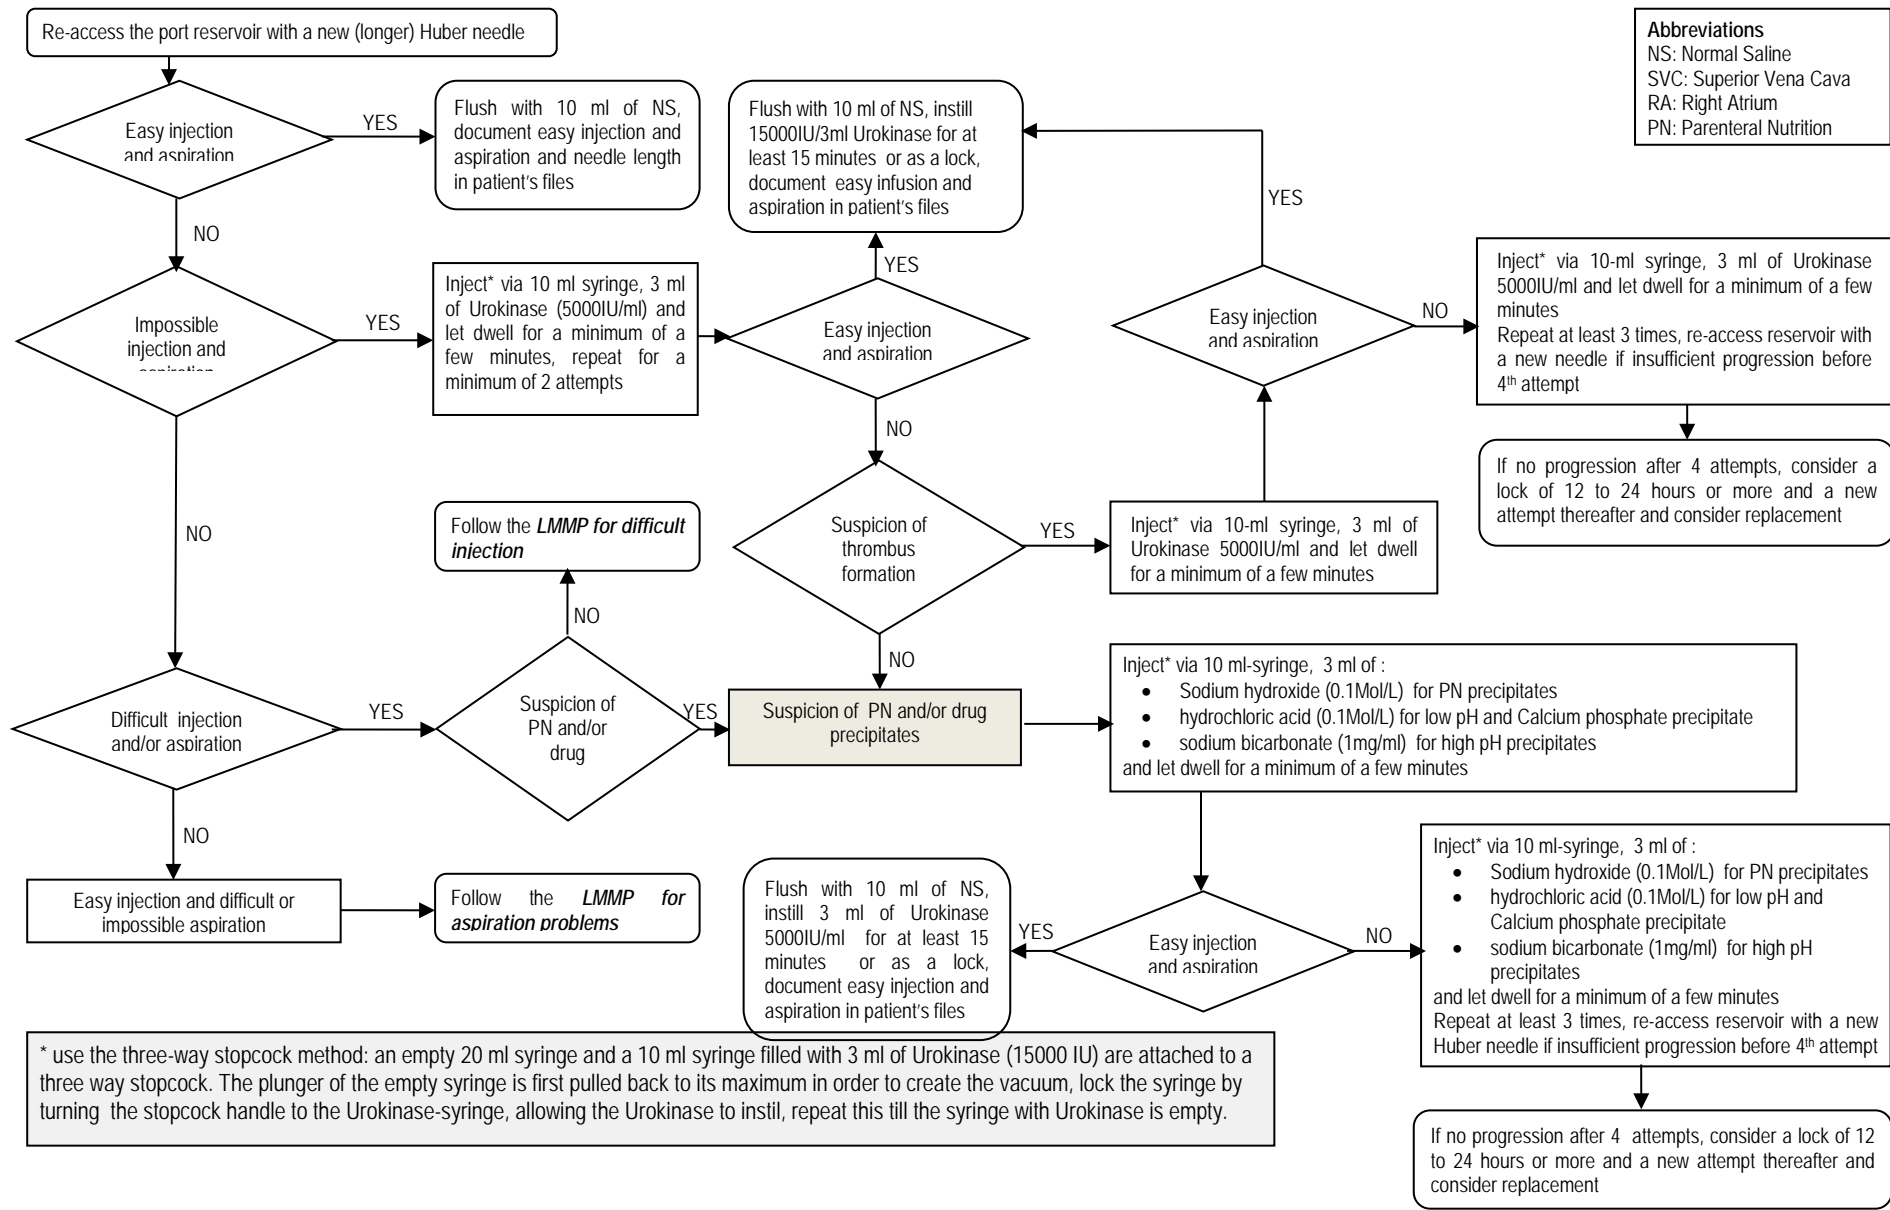 Re-access the port reservoir with a new (longer) Huber needle
Abbreviations
NS: Normal Saline
SVC: Superior Vena Cava
RA: Right Atrium
PN: Parenteral Nutrition
Easy injection
and aspiration
YES
Flush with 10 ml of NS,
document easy injection and
aspiration and needle length
in patient's files
Flush with 10 ml of NS, instill
15000IU/3ml Urokinase for at
least 15 minutes or as a lock,
document easy infusion and
aspiration in patient's files
YES
NO
Impossible
injection and
aspiration
YES
Inject* via 10 ml syringe, 3 ml
of Urokinase (5000IU/ml) and
let dwell for a minimum of a
few minutes, repeat for a
minimum of 2 attempts
YES
Easy injection
and aspiration
Easy injection
and aspiration
NO
Inject* via 10-ml syringe, 3 ml of Urokinase
5000IU/ml and let dwell for a minimum of a few
minutes
Repeat at least 3 times, re-access reservoir with
a new needle if insufficient progression before
4th attempt
NO
If no progression after 4 attempts, consider a
lock of 12 to 24 hours or more and a new
attempt thereafter and consider replacement
NO
Follow the LMMP for difficult
injection
Suspicion of
thrombus
formation
YES
Inject* via 10-ml syringe, 3 ml of
Urokinase 5000IU/ml and let dwell
for a minimum of a few minutes
NO
NO
Difficult injection
and/or aspiration
YES
Suspicion of
PN and/or
drug
YES
Suspicion of PN and/or drug
precipitates
Inject* via 10 ml-syringe, 3 ml of :
• Sodium hydroxide (0.1Mol/L) for PN precipitates
• hydrochloric acid (0.1Mol/L) for low pH and Calcium phosphate precipitate
• sodium bicarbonate (1mg/ml) for high pH precipitates
and let dwell for a minimum of a few minutes
NO
Easy injection and difficult or
impossible aspiration
Follow the LMMP for
aspiration problems
Flush with 10 ml of NS,
instill 3 ml of Urokinase
5000IU/ml for at least 15
minutes or as a lock,
document easy injection and
aspiration in patient's files
YES
Easy injection
and aspiration
NO
Inject* via 10 ml-syringe, 3 ml of :
• Sodium hydroxide (0.1Mol/L) for PN precipitates
• hydrochloric acid (0.1Mol/L) for low pH and
Calcium phosphate precipitate
• sodium bicarbonate (1mg/ml) for high pH
precipitates
and let dwell for a minimum of a few minutes
Repeat at least 3 times, re-access reservoir with a new
Huber needle if insufficient progression before 4th attempt
* use the three-way stopcock method: an empty 20 ml syringe and a 10 ml syringe filled with 3 ml of Urokinase (15000 IU) are attached to a
three way stopcock. The plunger of the empty syringe is first pulled back to its maximum in order to create the vacuum, lock the syringe by
turning the stopcock handle to the Urokinase-syringe, allowing the Urokinase to instil, repeat this till the syringe with Urokinase is empty.
If no progression after 4 attempts, consider a lock of 12
to 24 hours or more and a new attempt thereafter and
consider replacement